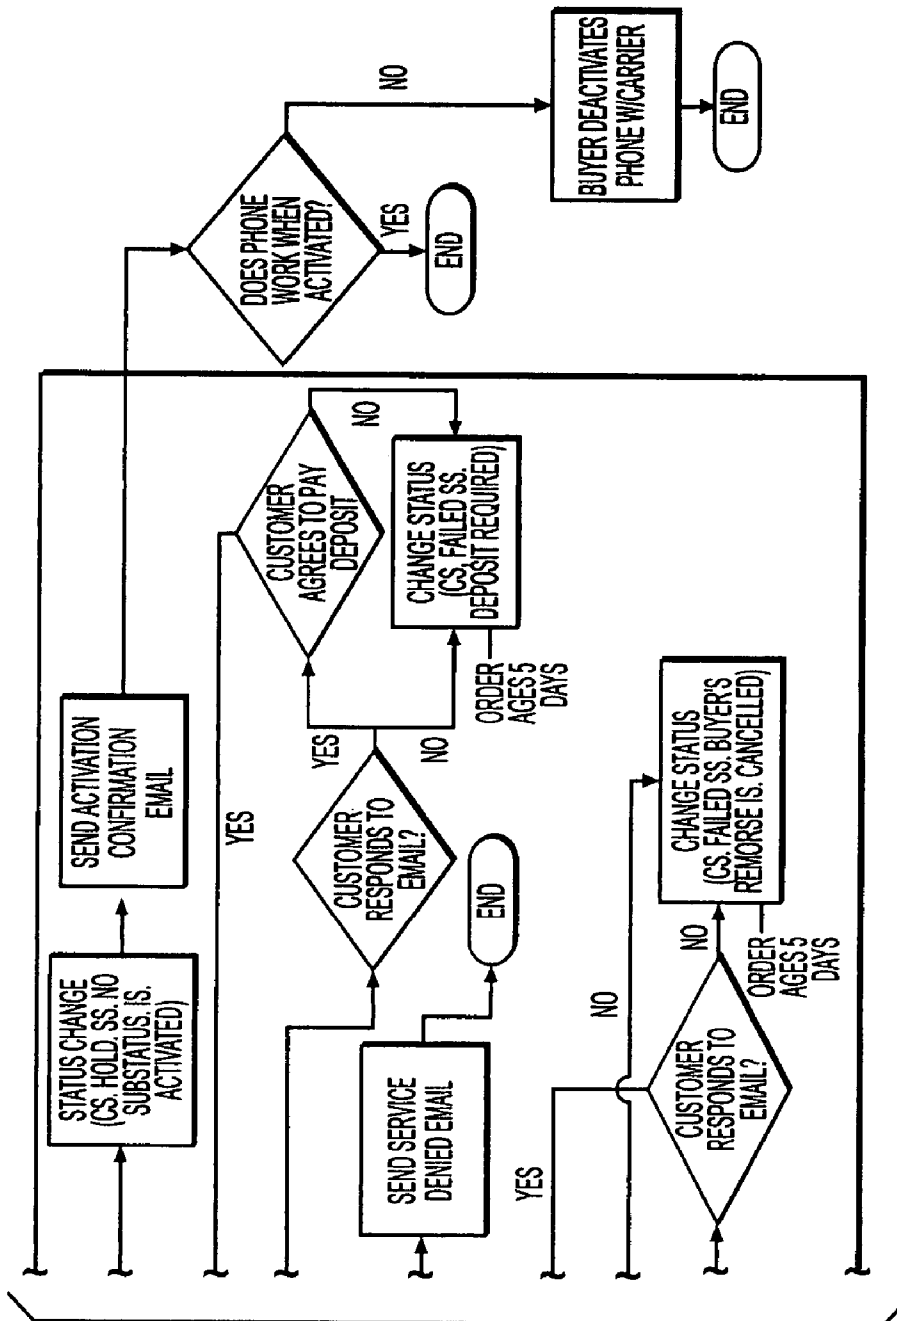 STATUS CHANGE
(CS. HOLD. SS. NO
SUBSTATUS. IS.
ACTIVATED)
SEND ACTIVATION
CONFIRMATION
EMAIL
DOES PHONE
WORK WHEN
ACTIVATED?
NO
YES
END
BUYER DEACTIVATES
PHONE W/CARRIER
END
YES
CUSTOMER
AGREES TO PAY
DEPOSIT
NO
CUSTOMER
RESPONDS TO
EMAIL?
YES
NO
CHANGE STATUS
(CS. FAILED SS.
DEPOSIT REQUIRED)
ORDER
AGES 5
DAYS
SEND SERVICE
DENIED EMAIL
END
YES
NO
CUSTOMER
RESPONDS TO
EMAIL?
NO
CHANGE STATUS
(CS. FAILED SS. BUYER'S
REMORSE IS. CANCELLED)
ORDER
AGES 5
DAYS